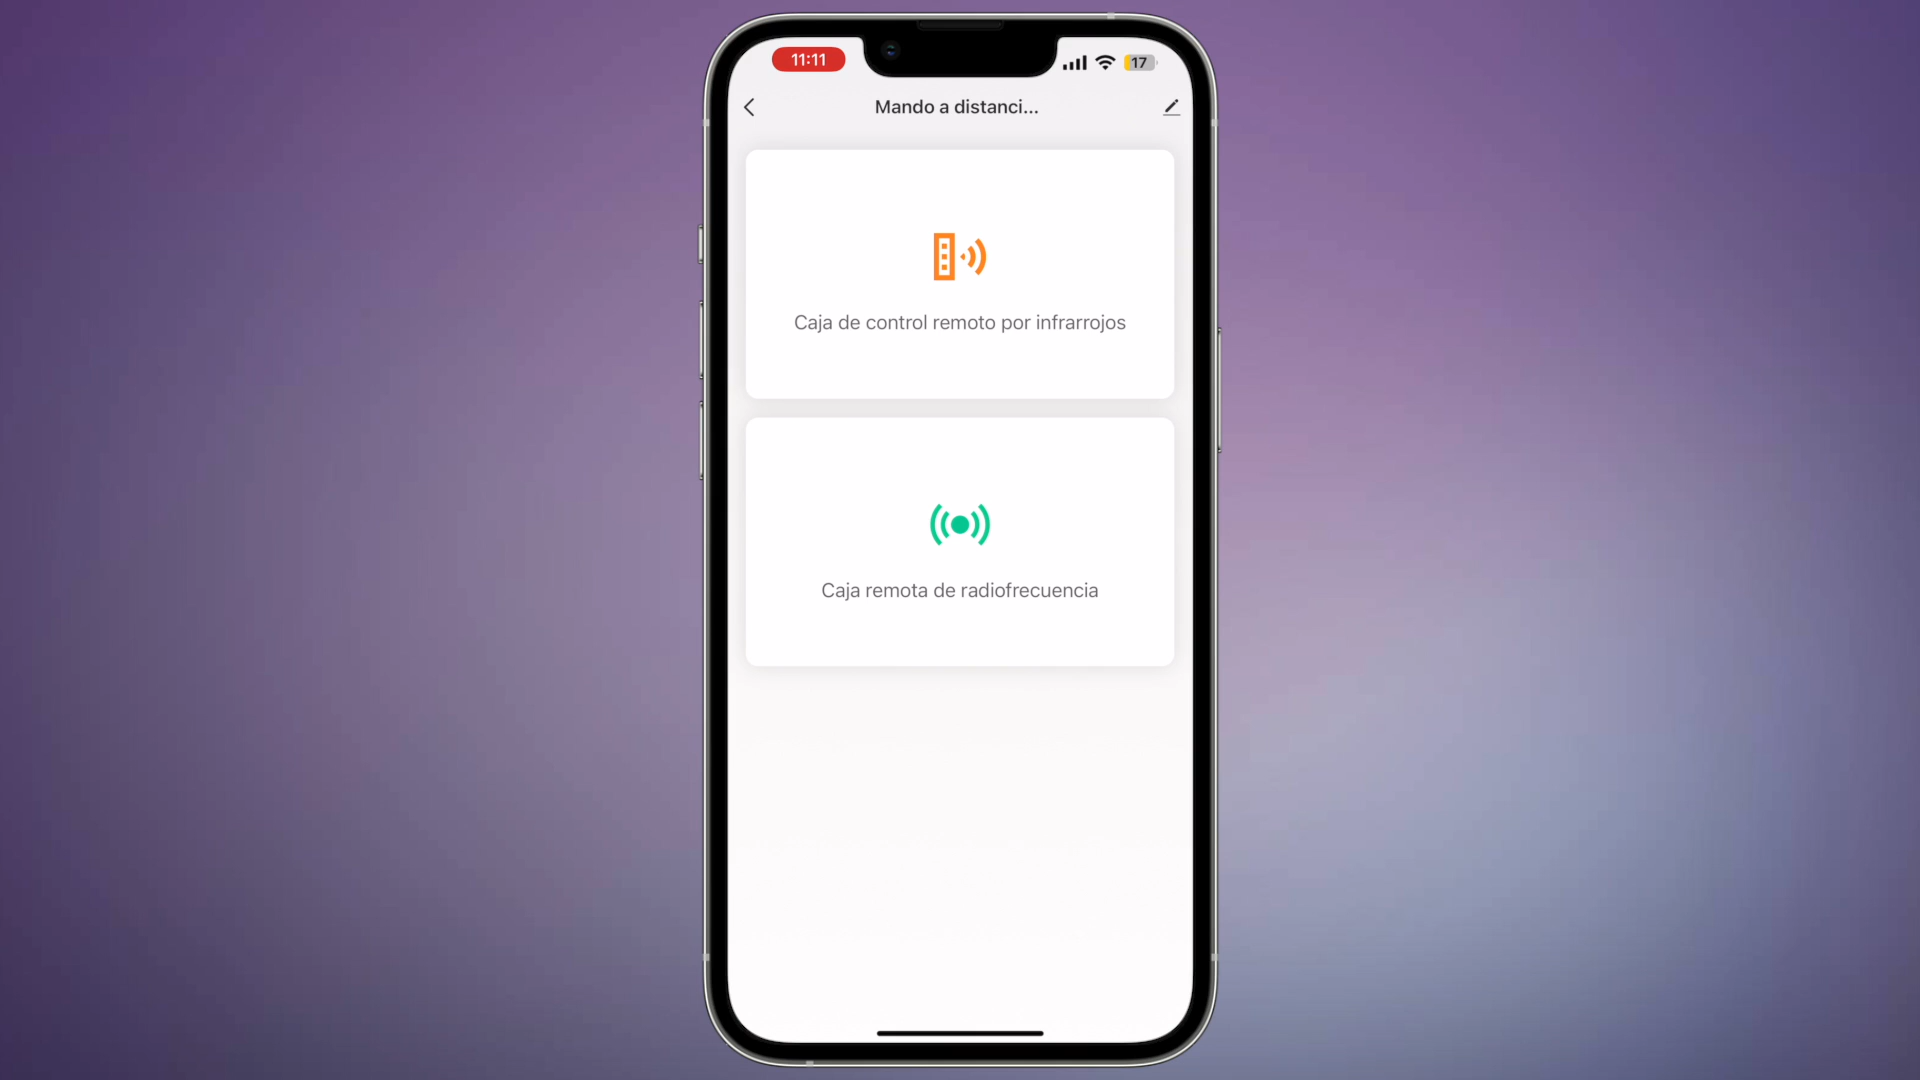 11:11
17
Mando a distanci...
Caja de control remoto por infrarrojos
Caja remota de radiofrecuencia